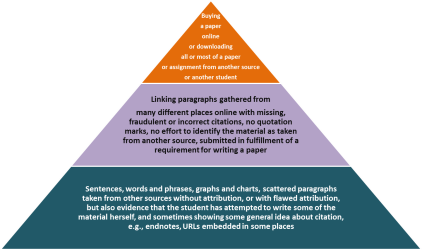 Buying
a paper
online
or downloading
all or most of a paper
or assignment from another source
or another student
Linking paragraphs gathered from
many different places online with missing,
fraudulent or incorrect citations, no quotation
marks, no effort to identify the material as taken
from another source, submitted in fulfillment of a
requirement for writing a paper
Sentences, words and phrases, graphs and charts, scattered paragraphs
taken from other sources without attribution, or with flawed attribution,
but also evidence that the student has attempted to write some of the
material herself, and sometimes showing some general idea about citation,
e.g., endnotes, URLs embedded in some places